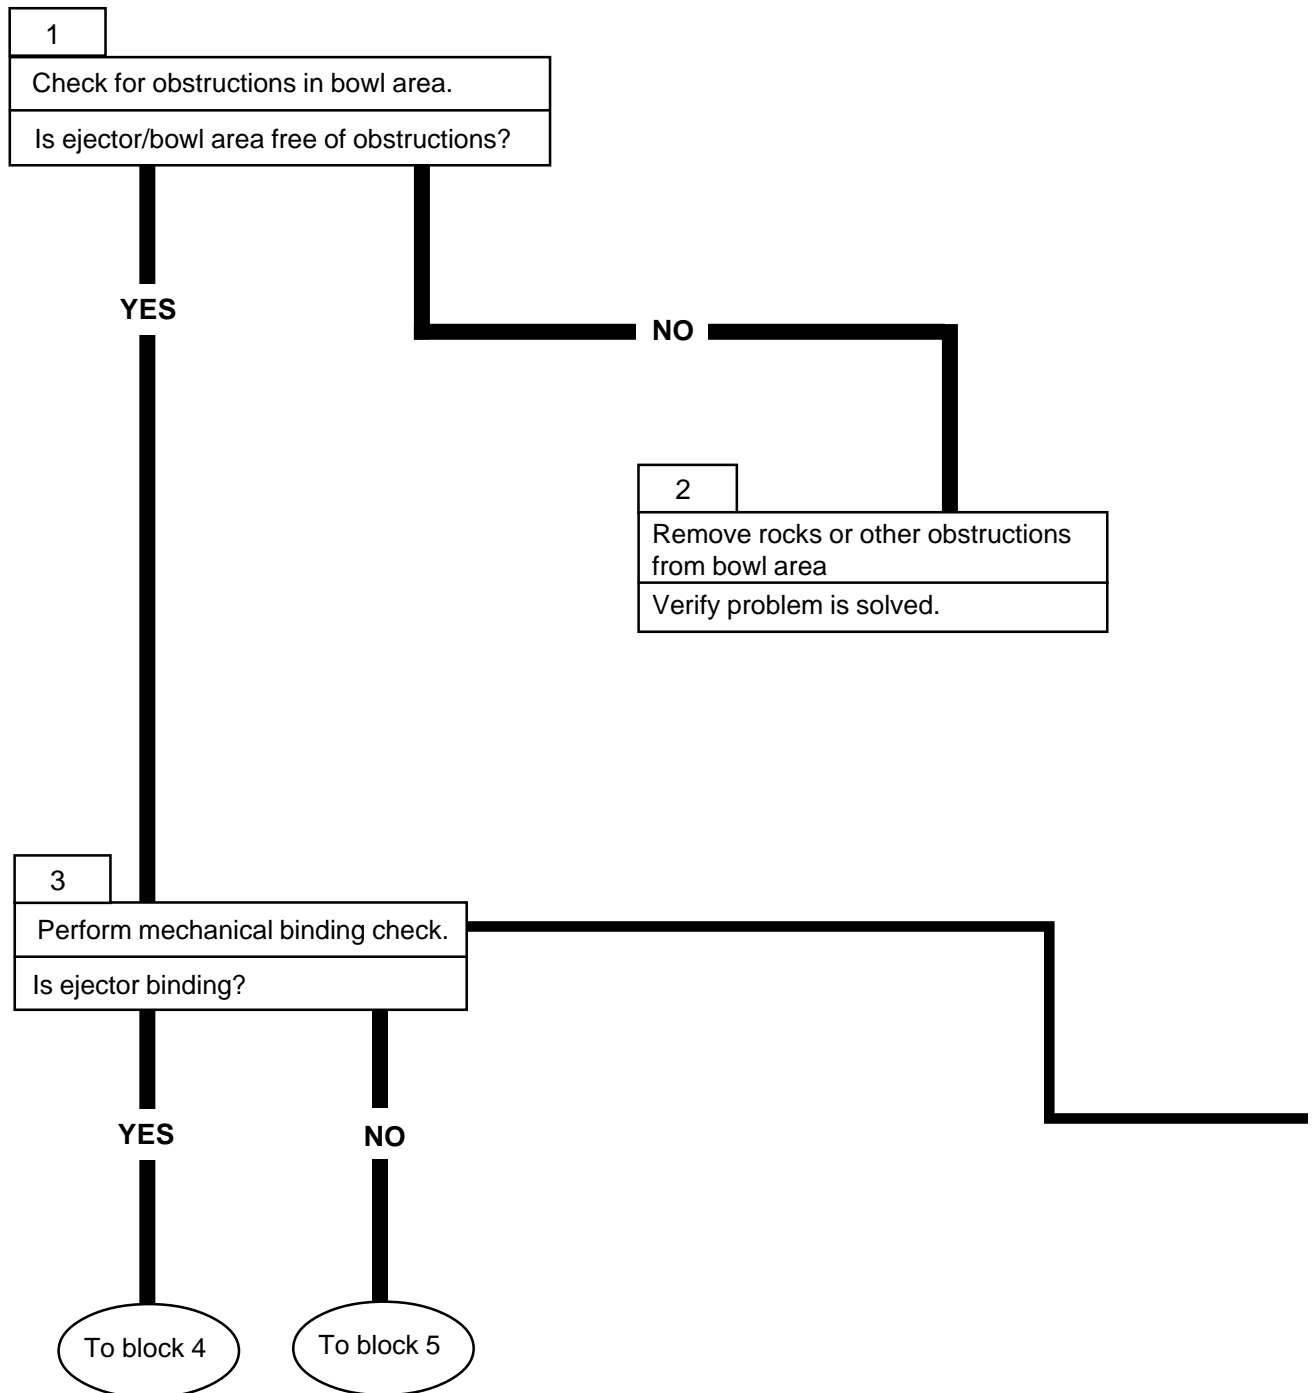 1
Check for obstructions in bowl area.
Is ejector/bowl area free of obstructions?
YES
NO
2
Remove rocks or other obstructions
from bowl area
Verify problem is solved.
3
Perform mechanical binding check.
Is ejector binding?
YES
NO
To block 4
To block 5